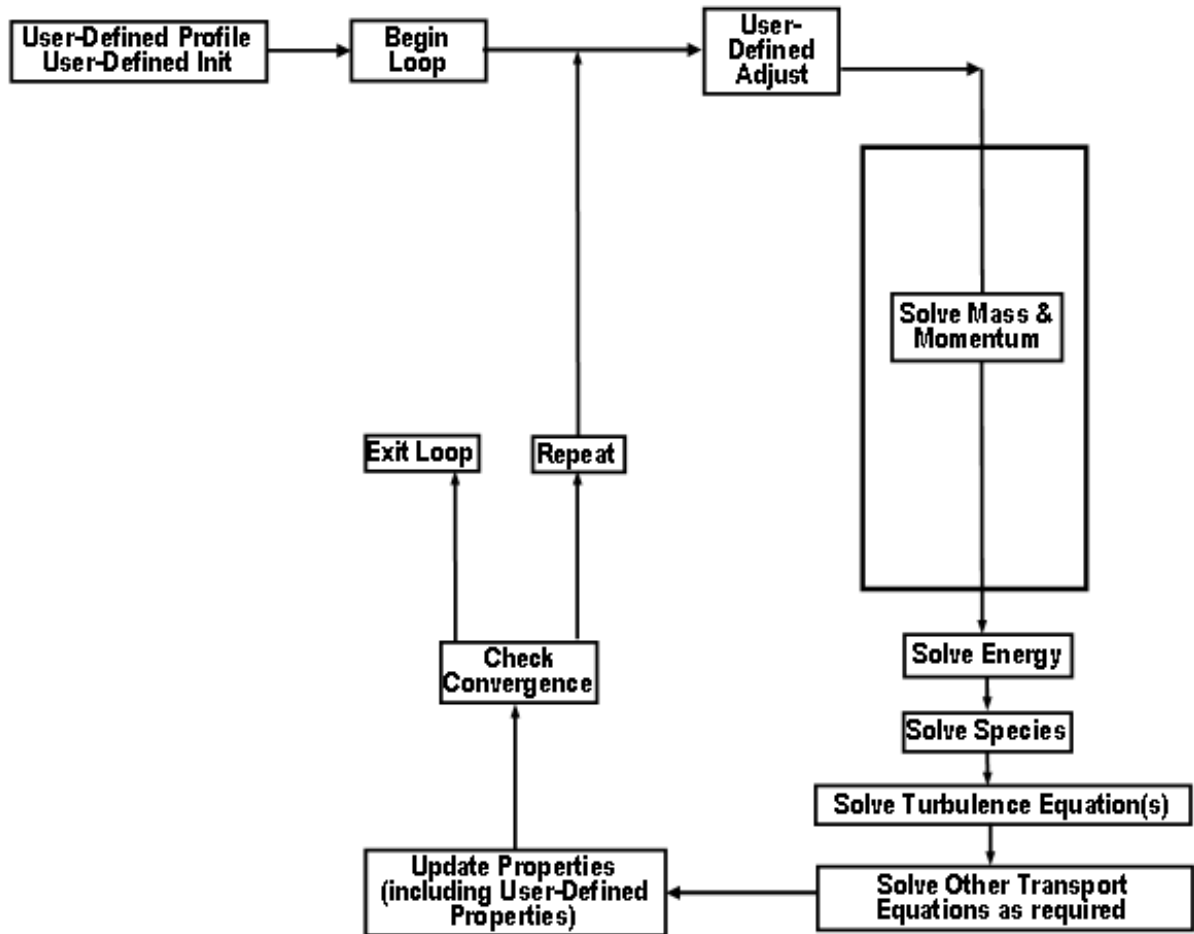 User-Defined Profile
User-Defined Init
Begin
Loop
User-
Defined
Adjust
Solve Mass &
Momentum
Exit Loop
Repeat
Solve Energy
Check
Convergence
Solve Species
Solve Turbulence Equation(s)
Update Properties
(including User-Defined
Properties)
Solve Other Transport
Equations as required